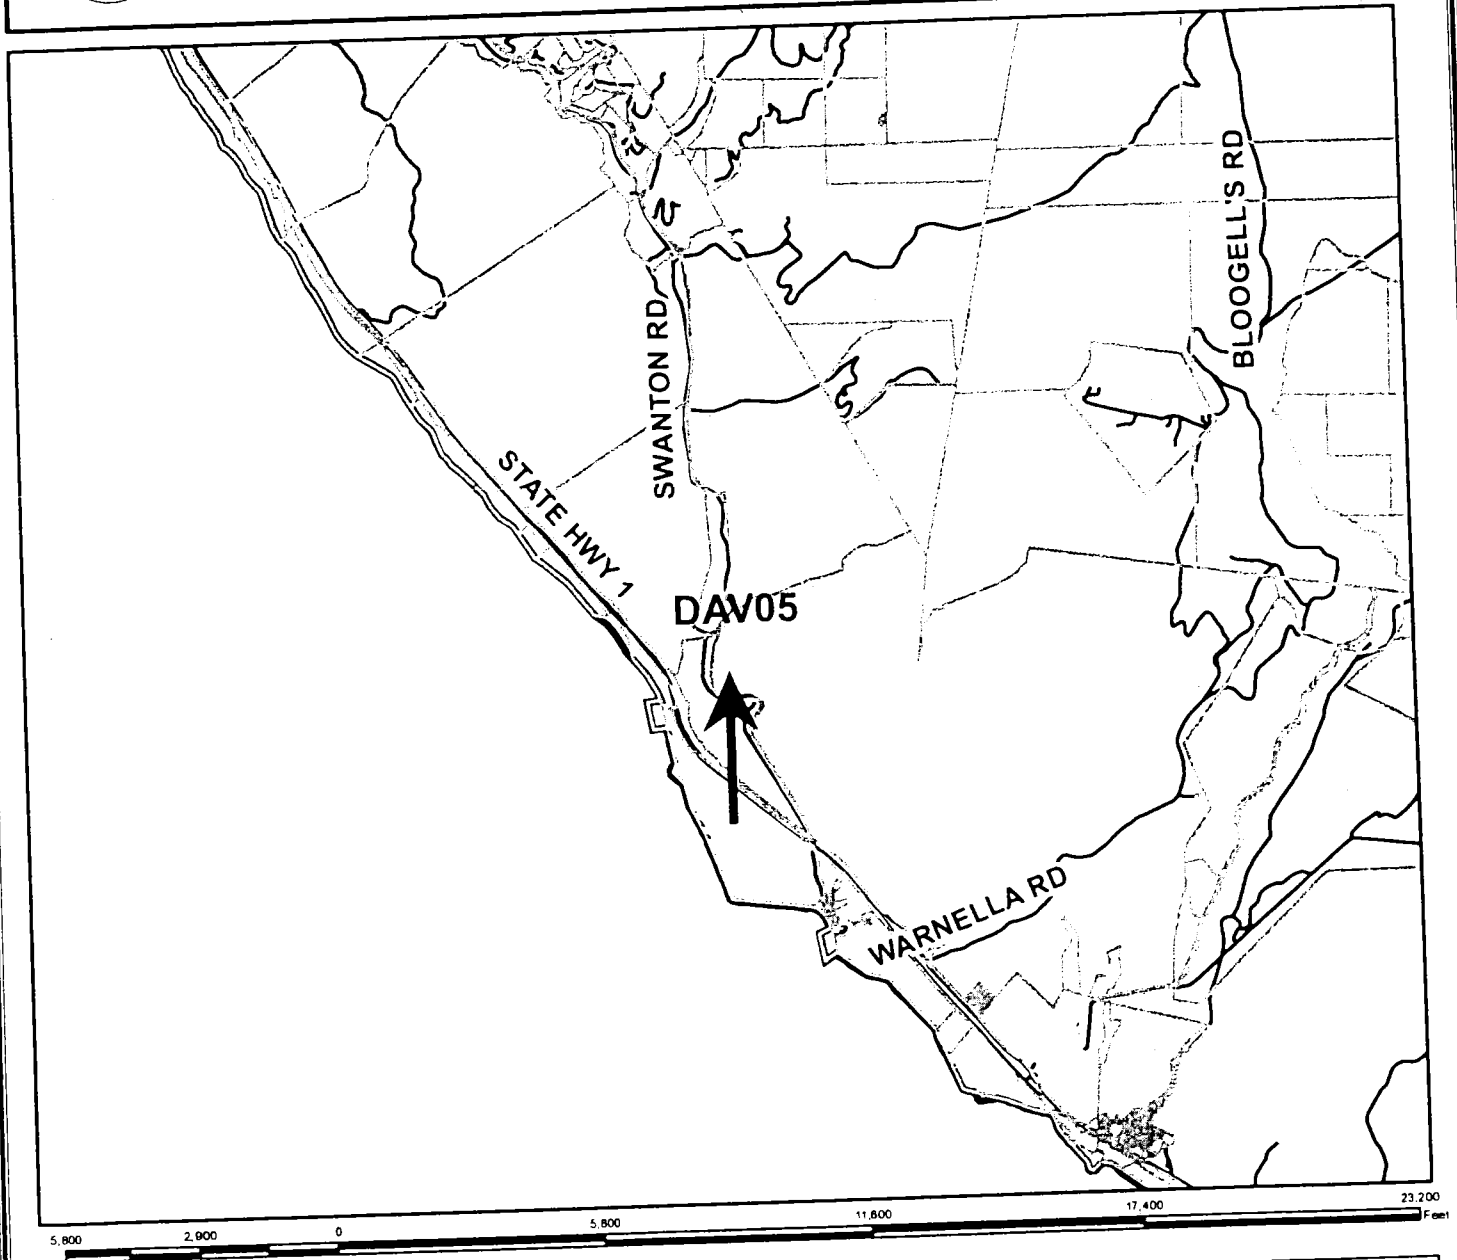 BLOOGELL'S RD
SWANTON RD
STATE HWY 1
DAV05
WARNELLA RD
5,800
2,900
0
5,800
11,600
17,400
23,200
Feet